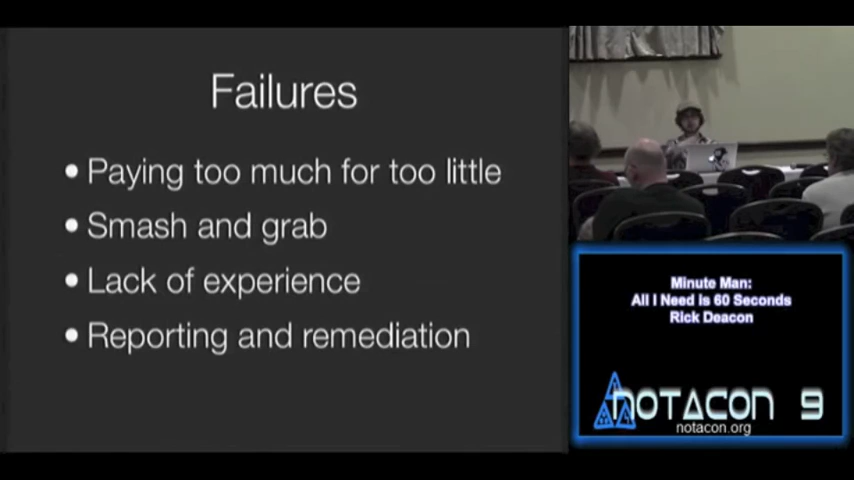 Failures
• Paying too much for too little
• Smash and grab
• Lack of experience
• Reporting and remediation
Minute Man:
All I Need is 60 Seconds
Rick Deacon
NOTACON 9
notacon.org